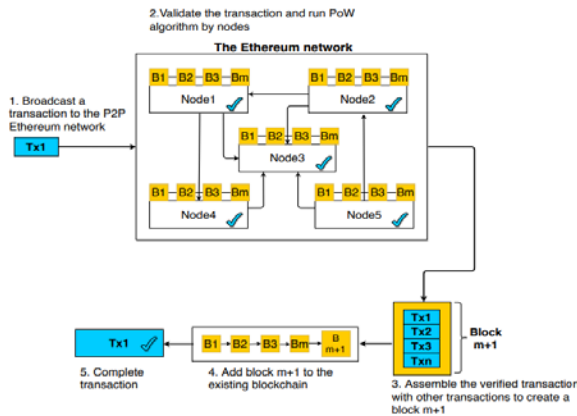 2.Validate the transaction and run PoW
algorithm by nodes
The Ethereum network
B1 B2 B3 Bm
Node1
B1 B2 B3 Bm
Node2
1. Broadcast a
transaction to the P2P
Ethereum network
Tx1
B1 B2 B3 Bm
Node3
B1 B2 B3 Bm
Node4
B1 B2 B3 Bm
Node5
Tx1
Tx2
Tx3
Txn
Block
m+1
3. Assemble the verified transaction
with other transactions to create a
block m+1
B1 B2 B3 Bm B
m+1
4. Add block m+1 to the
existing blockchain
Tx1
5. Complete
transaction